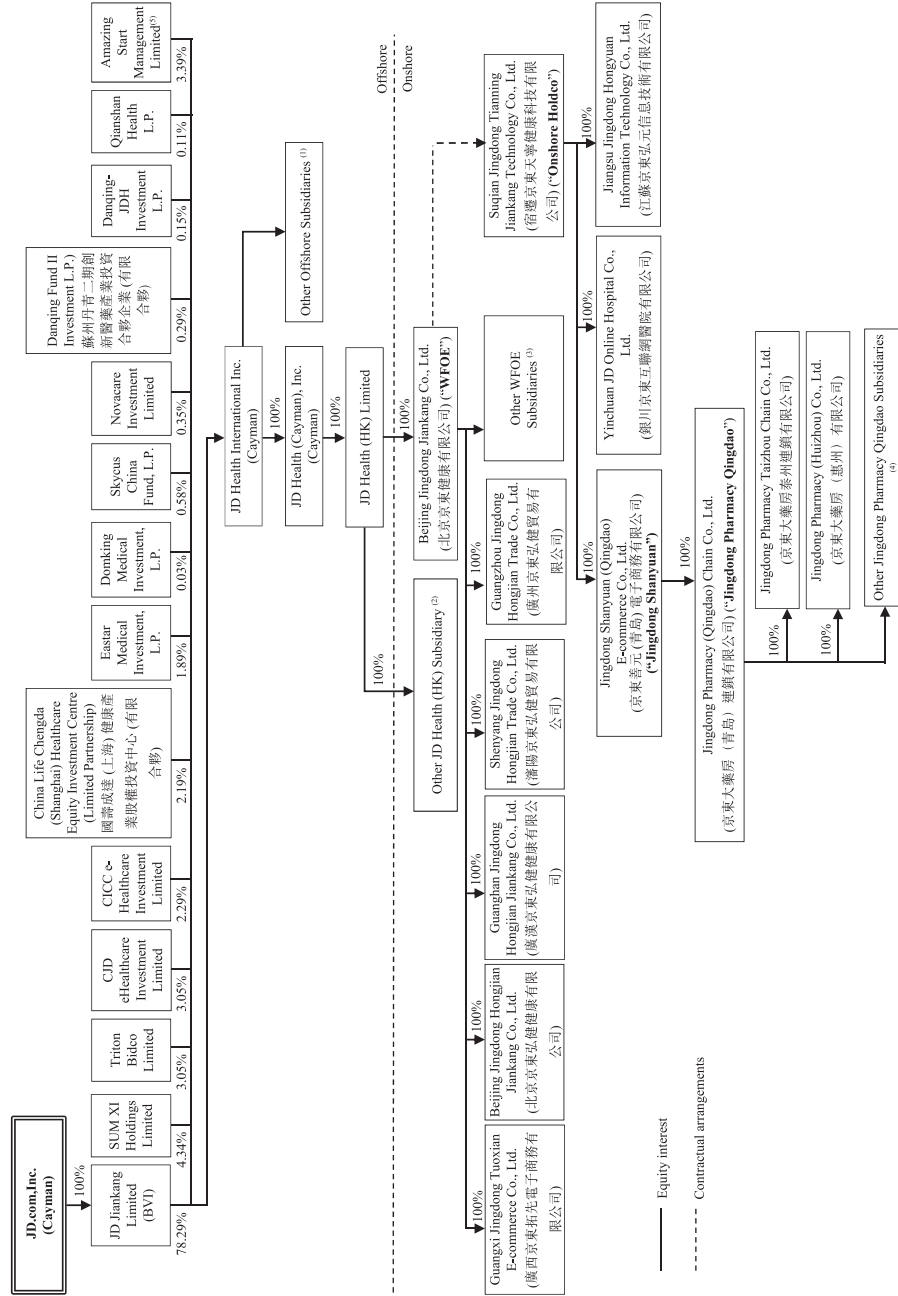 JD.com,Inc.
(Cayman)
100%
JD Jiankang
Limited
(BVI)
SUM XI
Holdings
Limited
Triton
Bidco
Limited
CJD
eHealthcare
Investment
Limited
CICC e-
Healthcare
Investment
Limited
China Life Chengda
(Shanghai) Healthcare
Equity Investment Centre
(Limited Partnership)
國壽成達 (上海) 健康產
業股權投資中心 (有限
合夥)
Eastar
Medical
Investment,
L.P.
Domking
Medical
Investment,
L.P.
Skycus
China
Fund, L.P.
Novacare
Investment
Limited
Danqing Fund II
Investment L.P.)
蘇州丹青二期創
新醫藥產業投資
合夥企業 (有限
合夥)
Danqing-
JDH
Investment
L.P.
Qianshan
Health
L.P.
Amazing
Start
Management
Limited(5)
78.29%
4.34%
3.05%
3.05%
2.29%
2.19%
1.89%
0.03%
0.58%
0.35%
0.29%
0.15%
0.11%
3.39%
JD Health International Inc.
(Cayman)
Other Offshore Subsidiaries (1)
100%
JD Health (Cayman), Inc.
(Cayman)
100%
JD Health (HK) Limited
Offshore
Onshore
100%
100%
Other JD Health (HK) Subsidiary (2)
Beijing Jingdong Jiankang Co., Ltd.
(北京京東健康有限公司) ("WFOE")
100%
100%
100%
100%
100%
Guangxi Jingdong Tuoxian
E-commerce Co., Ltd.
(廣西京東拓先電子商務有
限公司)
Beijing Jingdong Hongjian
Jiankang Co., Ltd.
(北京京東弘健健康有限
公司)
Guanghan Jingdong
Hongjian Jiankang Co., Ltd.
(廣漢京東弘健健康有限公
司)
Shenyang Jingdong
Hongjian Trade Co., Ltd.
(瀋陽京東弘健貿易有限
公司)
Guangzhou Jingdong
Hongjian Trade Co., Ltd.
(廣州京東弘健貿易有
限公司)
Other WFOE
Subsidiaries (3)
Suqian Jingdong Tianning
Jiankang Technology Co., Ltd.
(宿遷京東天寧健康科技有限
公司) ("Onshore Holdco")
100%
100%
100%
Jingdong Shanyuan (Qingdao)
E-commerce Co., Ltd.
(京東善元 (青島) 電子商務有限公司)
("Jingdong Shanyuan")
Yinchuan JD Online Hospital Co.,
Ltd.
(銀川京東互聯網醫院有限公司)
Jiangsu Jingdong Hongyuan
Information Technology Co., Ltd.
(江蘇京東弘元信息技術有限公司)
100%
Jingdong Pharmacy (Qingdao) Chain Co., Ltd.
(京東大藥房 (青島) 連鎖有限公司) ("Jingdong Pharmacy Qingdao")
100%
Jingdong Pharmacy Taizhou Chain Co., Ltd.
(京東大藥房泰州連鎖有限公司)
100%
Jingdong Pharmacy (Huizhou) Co., Ltd.
(京東大藥房 (惠州) 有限公司)
Other Jingdong Pharmacy Qingdao Subsidiaries
(4)
Equity interest
Contractual arrangements